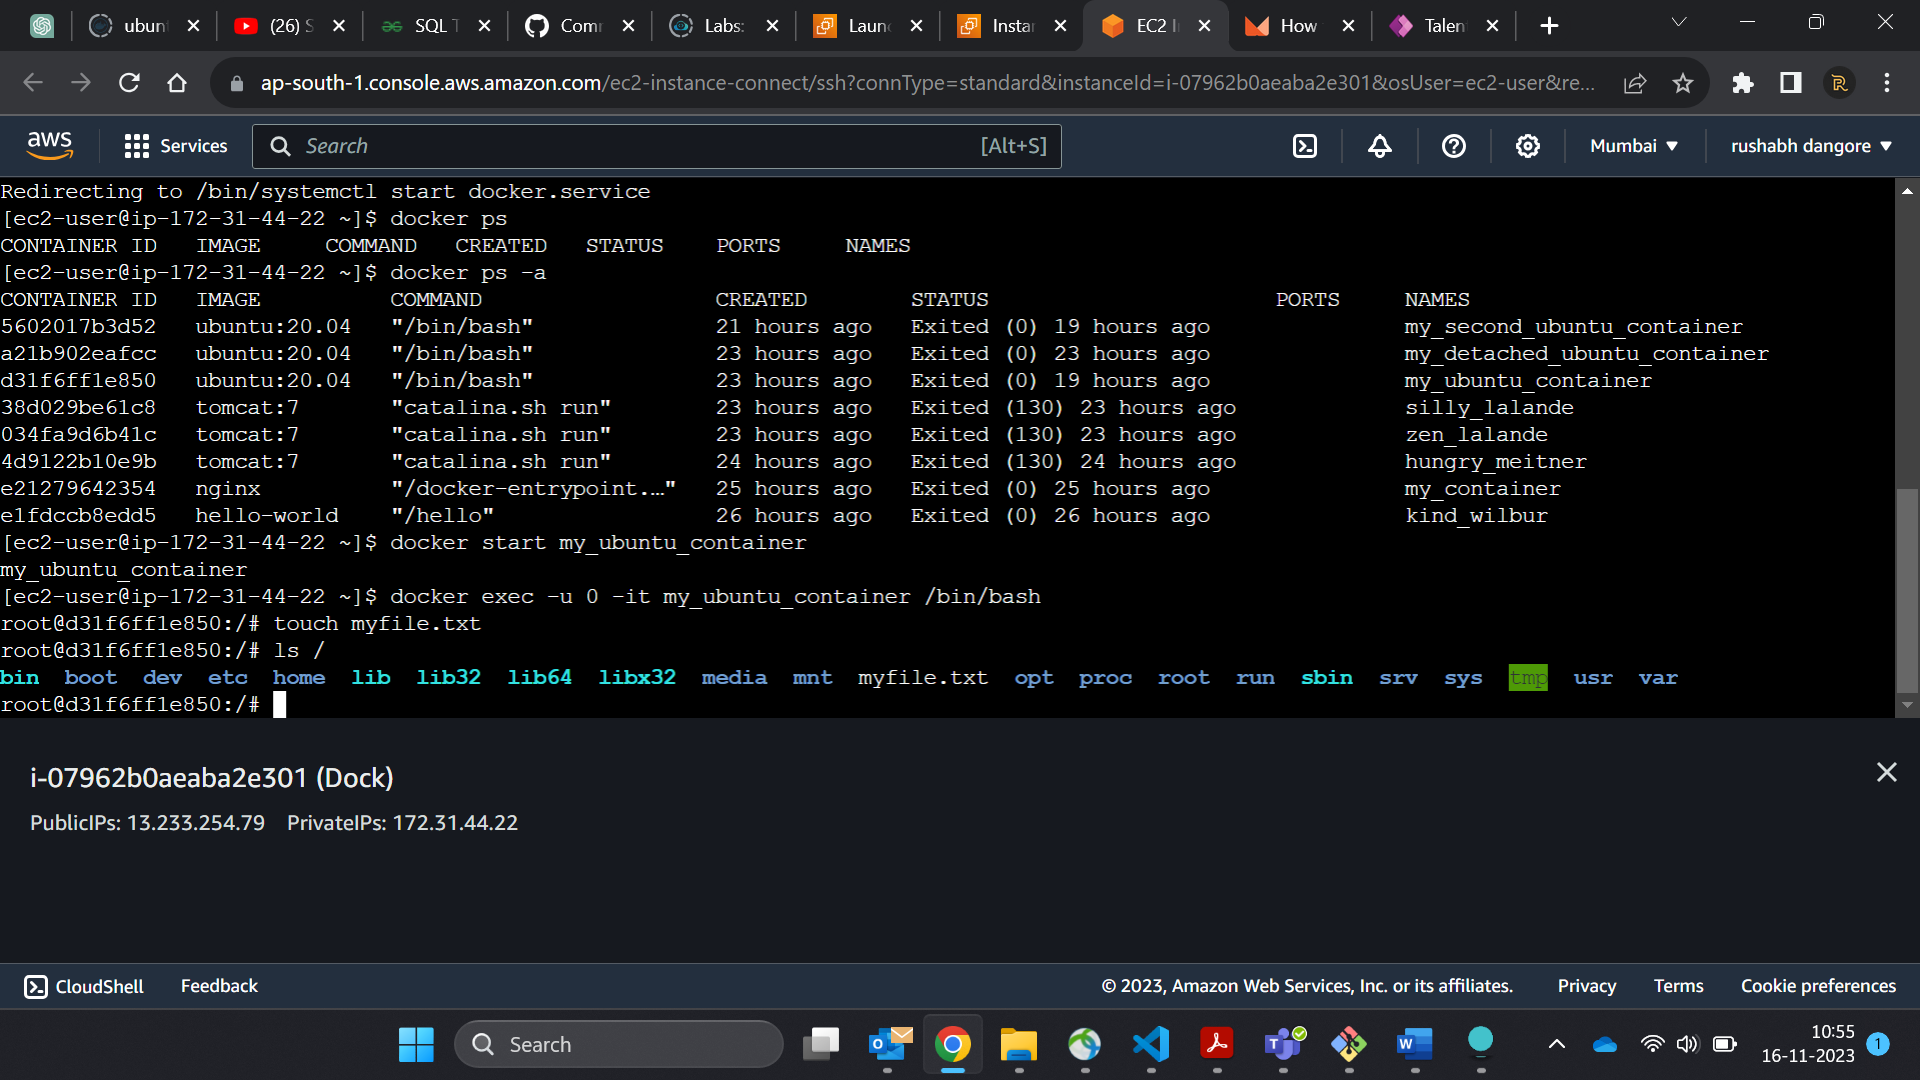 ubun
(26) S
SQL T
Com
Labs:
Laun
Instan
EC2 I
How
Talen
ap-south-1.console.aws.amazon.com/ec2-instance-connect/ssh?connType=standard&instanceId=i-07962b0aeaba2e301&osUser=ec2-user&re...
aws
Services
Search
[Alt+S]
Mumbai
rushabh dangore
Redirecting to /bin/systemctl start docker.service
[ec2-user@ip-172-31-44-22 ~]$ docker ps
CONTAINER ID IMAGE COMMAND CREATED STATUS PORTS NAMES
[ec2-user@ip-172-31-44-22 ~]$ docker ps -a
CONTAINER ID IMAGE COMMAND CREATED STATUS PORTS NAMES
5602017b3d52 ubuntu:20.04 "/bin/bash" 21 hours ago Exited (0) 19 hours ago my_second_ubuntu_container
a21b902eafcc ubuntu:20.04 "/bin/bash" 23 hours ago Exited (0) 23 hours ago my_detached_ubuntu_container
d31f6ff1e850 ubuntu:20.04 "/bin/bash" 23 hours ago Exited (0) 19 hours ago my_ubuntu_container
38d029be61c8 tomcat:7 "catalina.sh run" 23 hours ago Exited (130) 23 hours ago silly_lalande
034fa9d6b41c tomcat:7 "catalina.sh run" 23 hours ago Exited (130) 23 hours ago zen_lalande
4d9122b10e9b tomcat:7 "catalina.sh run" 24 hours ago Exited (130) 24 hours ago hungry_meitner
e21279642354 nginx "/docker-entrypoint.…" 25 hours ago Exited (0) 25 hours ago my_container
e1fdccb8edd5 hello-world "/hello" 26 hours ago Exited (0) 26 hours ago kind_wilbur
[ec2-user@ip-172-31-44-22 ~]$ docker start my_ubuntu_container
my_ubuntu_container
[ec2-user@ip-172-31-44-22 ~]$ docker exec -u 0 -it my_ubuntu_container /bin/bash
root@d31f6ff1e850:/# touch myfile.txt
root@d31f6ff1e850:/# ls /
bin boot dev etc home lib lib32 lib64 libx32 media mnt myfile.txt opt proc root run sbin srv sys tmp usr var
root@d31f6ff1e850:/#
i-07962b0aeaba2e301 (Dock)
PublicIPs: 13.233.254.79 PrivateIPs: 172.31.44.22
CloudShell
Feedback
© 2023, Amazon Web Services, Inc. or its affiliates.
Privacy
Terms
Cookie preferences
Search
10:55
16-11-2023
1